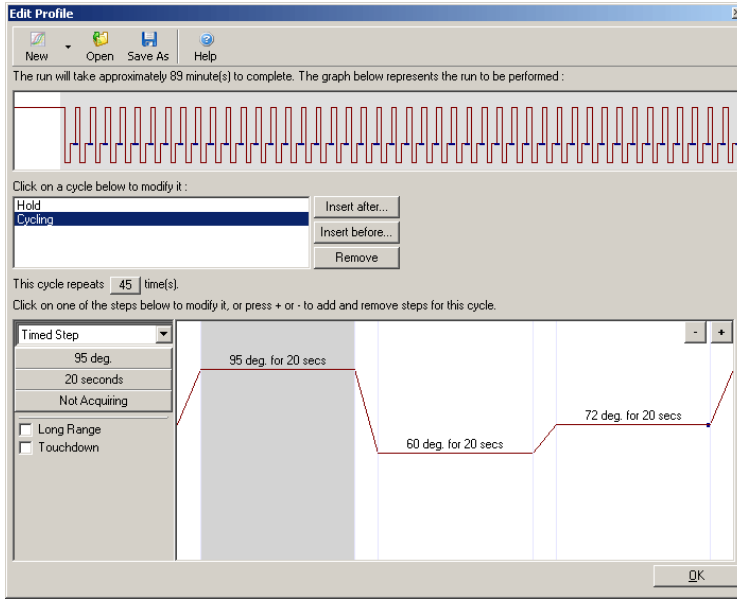 Edit Profile
New Open Save As Help
The run will take approximately 89 minute(s) to complete. The graph below represents the run to be performed :
Click on a cycle below to modify it :
Hold
Cycling
Insert after...
Insert before...
Remove
This cycle repeats 45 time(s).
Click on one of the steps below to modify it, or press + or - to add and remove steps for this cycle.
Timed Step
- +
95 deg.
20 seconds
Not Acquiring
Long Range
Touchdown
95 deg. for 20 secs
60 deg. for 20 secs
72 deg. for 20 secs
OK